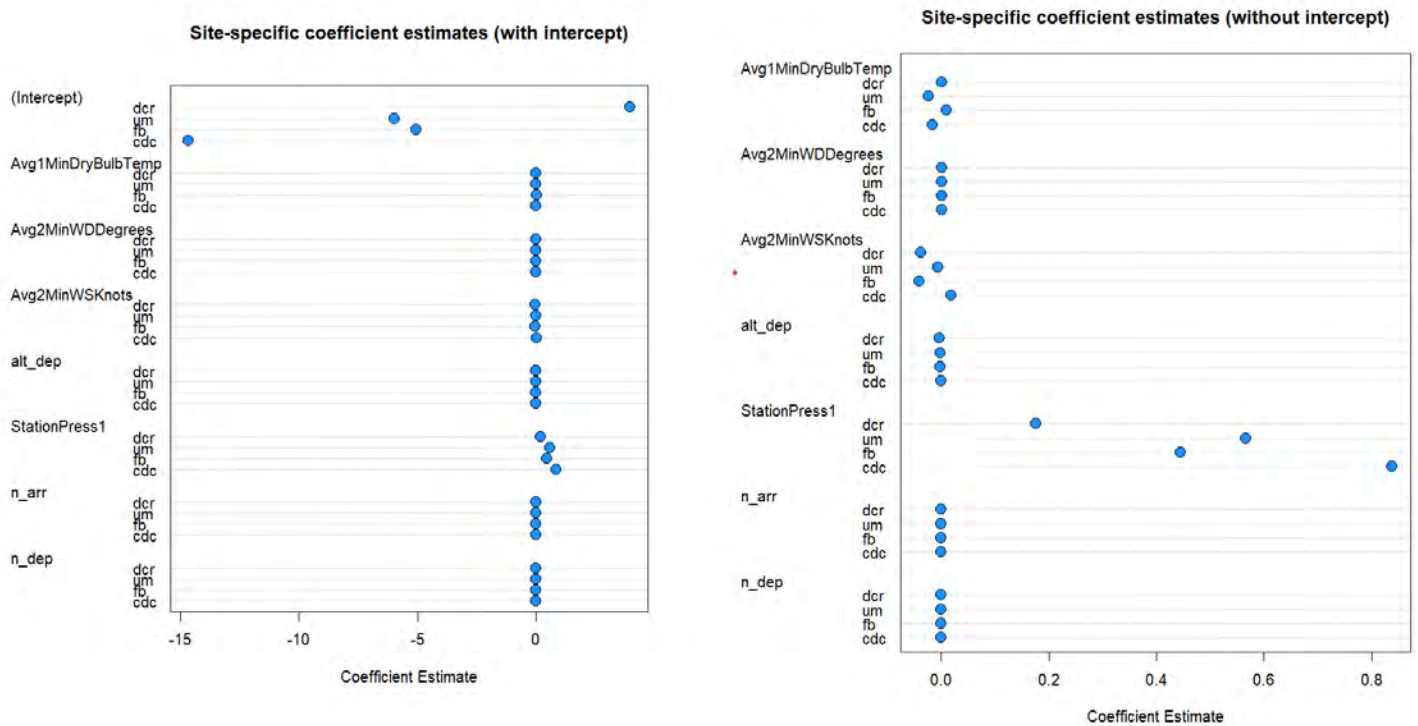 Site-specific coefficient estimates (with intercept)
(Intercept)
dcr
um
fb
cdc
Avg1MinDryBulbTemp
dcr
um
fb
cdc
Avg2MinWDDegrees
dcr
um
fb
cdc
Avg2MinWSKnots
dcr
um
fb
cdc
alt_dep
dcr
um
fb
cdc
StationPress1
dcr
um
fb
cdc
n_arr
dcr
um
fb
cdc
n_dep
dcr
um
fb
cdc
-15 -10 -5 0
Coefficient Estimate
Site-specific coefficient estimates (without intercept)
Avg1MinDryBulbTemp
dcr
um
fb
cdc
Avg2MinWDDegrees
dcr
um
fb
cdc
Avg2MinWSKnots
dcr
um
fb
cdc
alt_dep
dcr
um
fb
cdc
StationPress1
dcr
um
fb
cdc
n_arr
dcr
um
fb
cdc
n_dep
dcr
um
fb
cdc
0.0 0.2 0.4 0.6 0.8
Coefficient Estimate